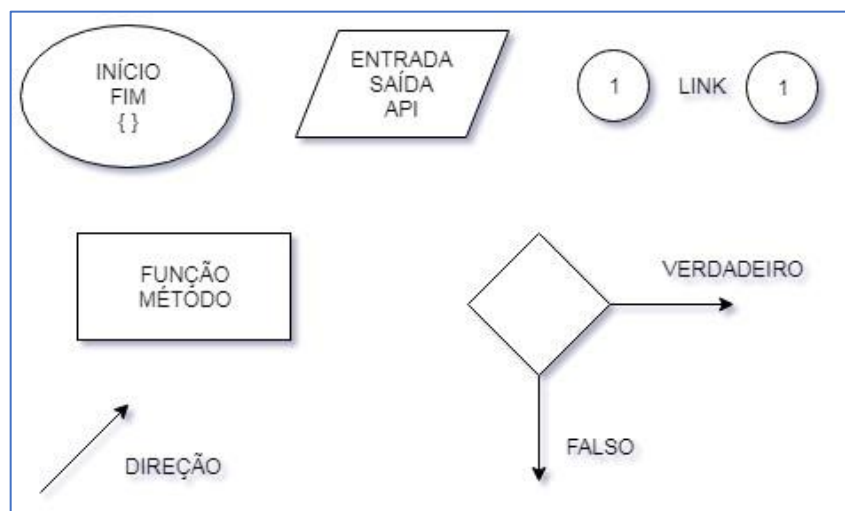 INÍCIO
FIM
{ }
ENTRADA
SAÍDA
API
1
LINK
1
FUNÇÃO
MÉTODO
VERDADEIRO
DIREÇÃO
FALSO